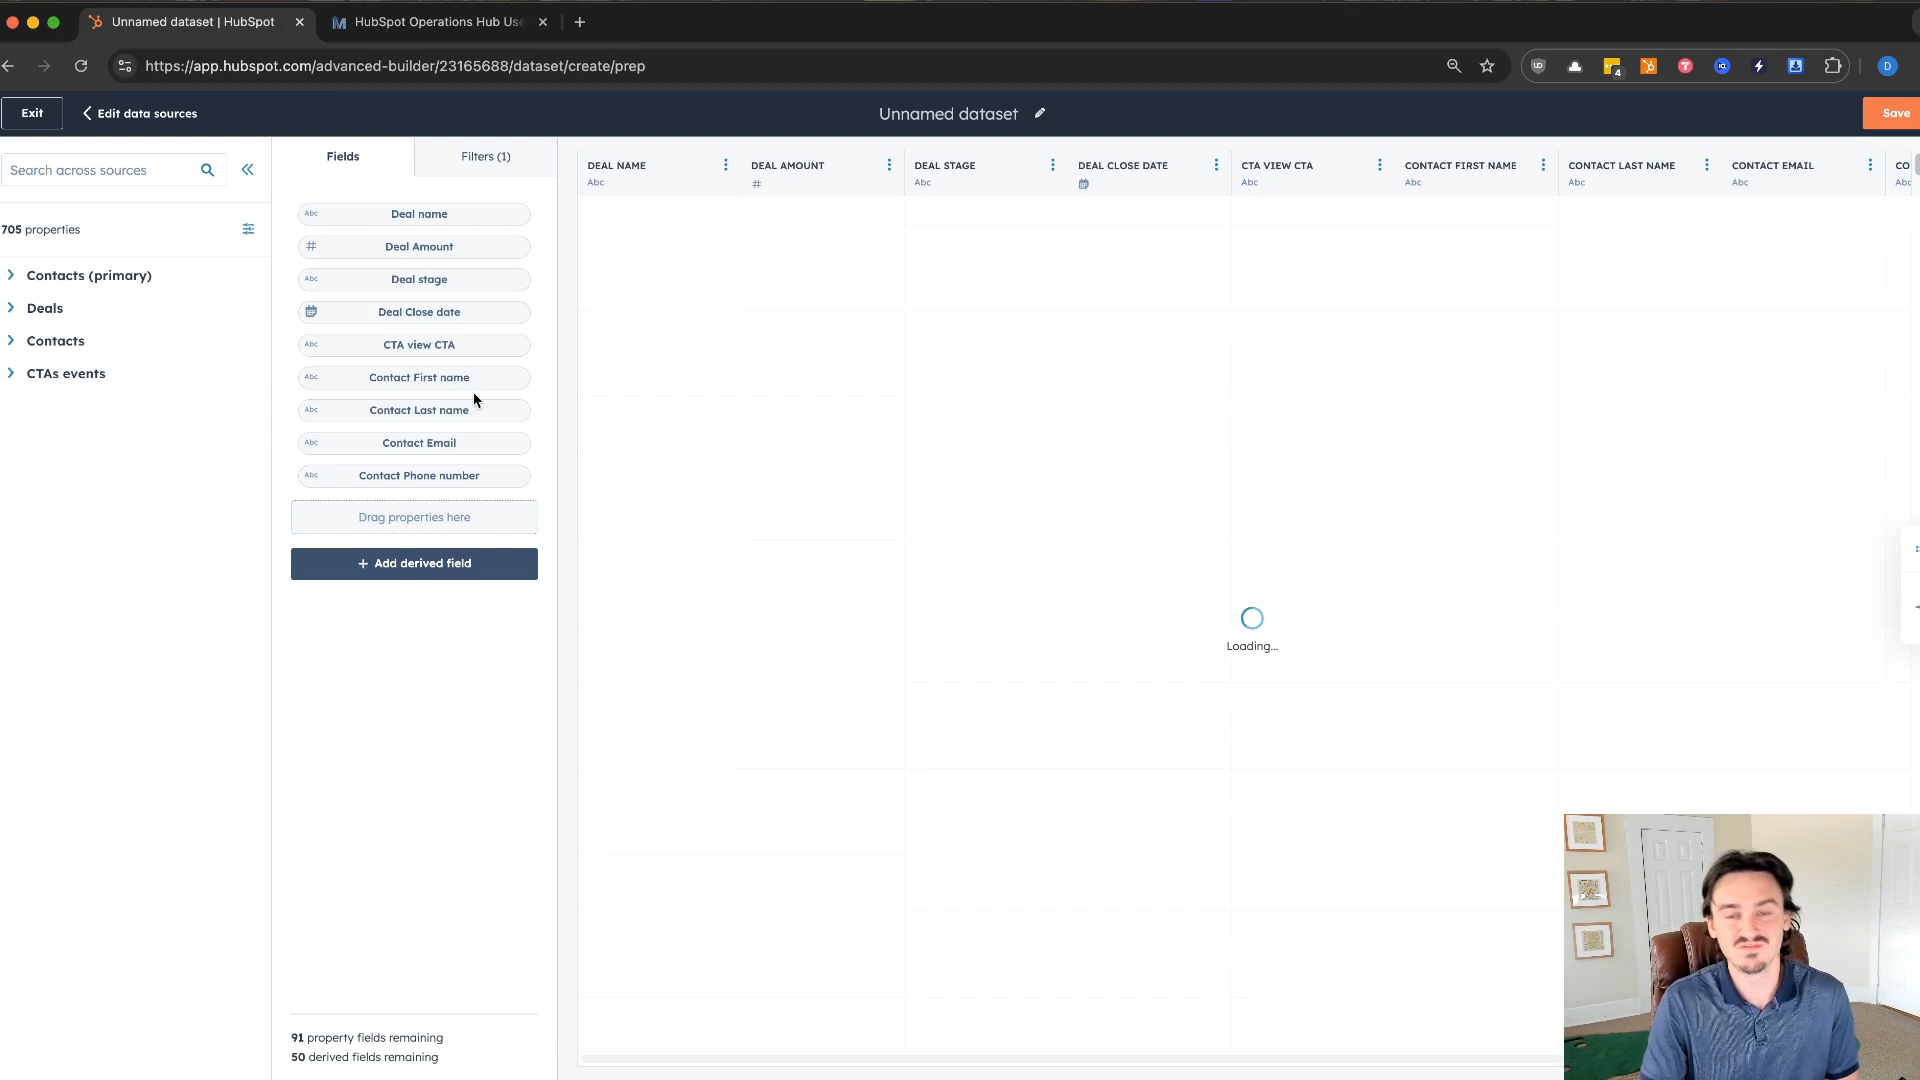 Unnamed dataset | HubSpot
HubSpot Operations Hub Use
https://app.hubspot.com/advanced-builder/23165688/dataset/create/prep
4
D
Exit
Edit data sources
Unnamed dataset
Save
Search across sources
705 properties
Contacts (primary)
Deals
Contacts
CTAs events
Fields
Filters (1)
Abc Deal name
# Deal Amount
Abc Deal stage
Deal Close date
Abc CTA view CTA
Abc Contact First name
Abc Contact Last name
Abc Contact Email
Abc Contact Phone number
Drag properties here
+ Add derived field
91 property fields remaining
50 derived fields remaining
DEAL NAME
Abc
DEAL AMOUNT
#
DEAL STAGE
Abc
DEAL CLOSE DATE
CTA VIEW CTA
Abc
CONTACT FIRST NAME
Abc
CONTACT LAST NAME
Abc
CONTACT EMAIL
Abc
CO
Abc
Loading...